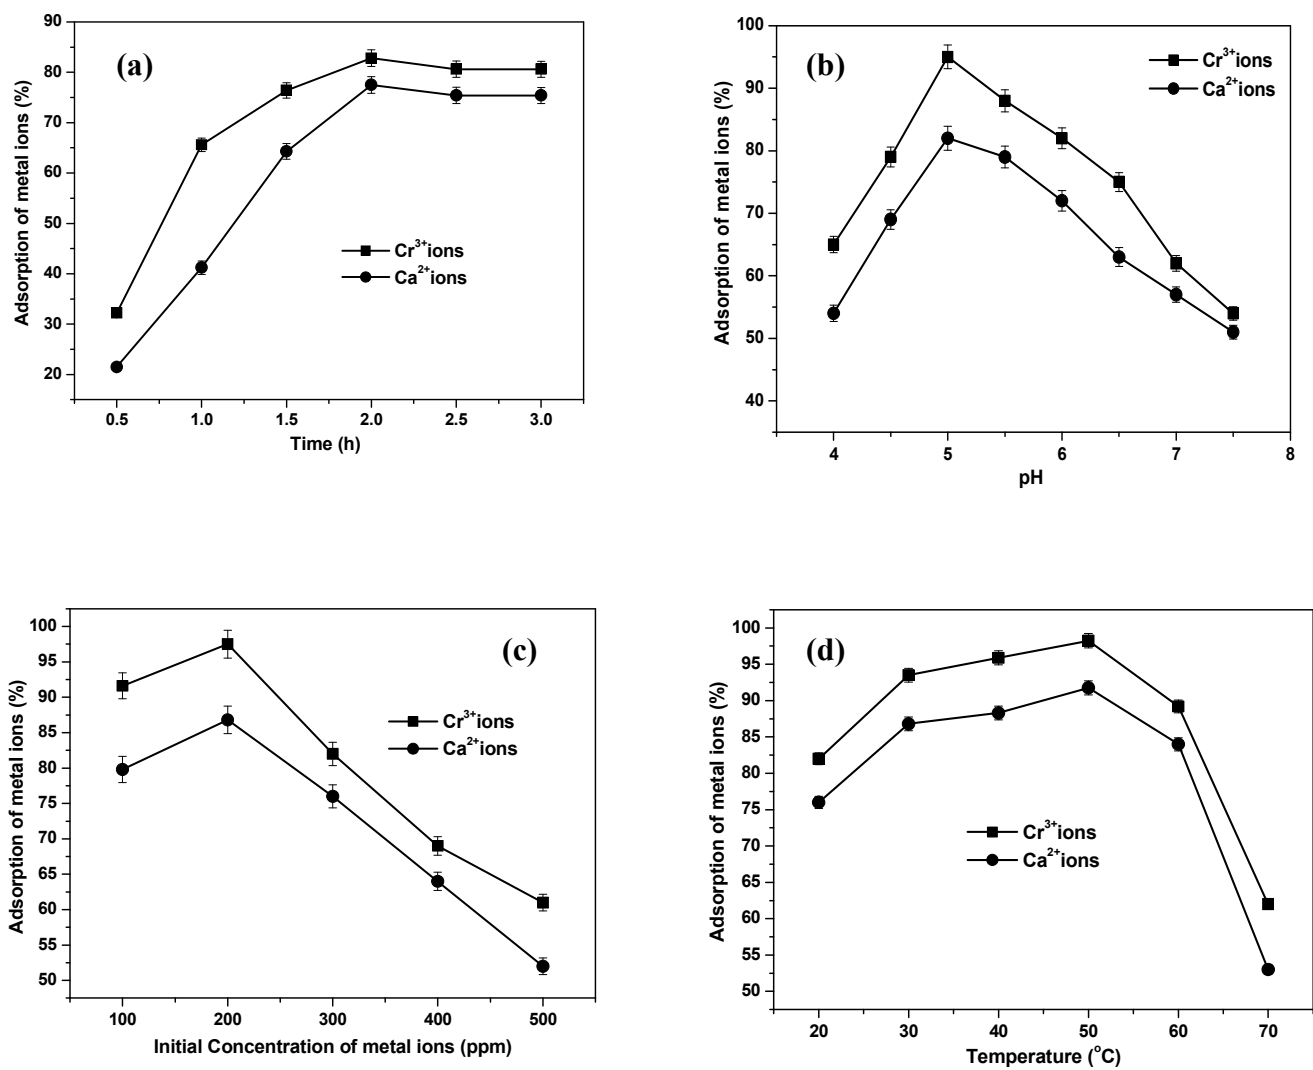 (a)
90
80
70
60
50
40
30
20
Adsorption of metal ions (%)
Cr³⁺ions
Ca²⁺ions
0.5 1.0 1.5 2.0 2.5 3.0
Time (h)
(b)
100
90
80
70
60
50
40
Adsorption of metal ions (%)
Cr³⁺ions
Ca²⁺ions
4 5 6 7 8
pH
(c)
100
95
90
85
80
75
70
65
60
55
50
Adsorption of metal ions (%)
Cr³⁺ions
Ca²⁺ions
100 200 300 400 500
Initial Concentration of metal ions (ppm)
(d)
100
95
90
85
80
75
70
65
60
55
50
Adsorption of metal ions (%)
Cr³⁺ions
Ca²⁺ions
20 30 40 50 60 70
Temperature (°C)